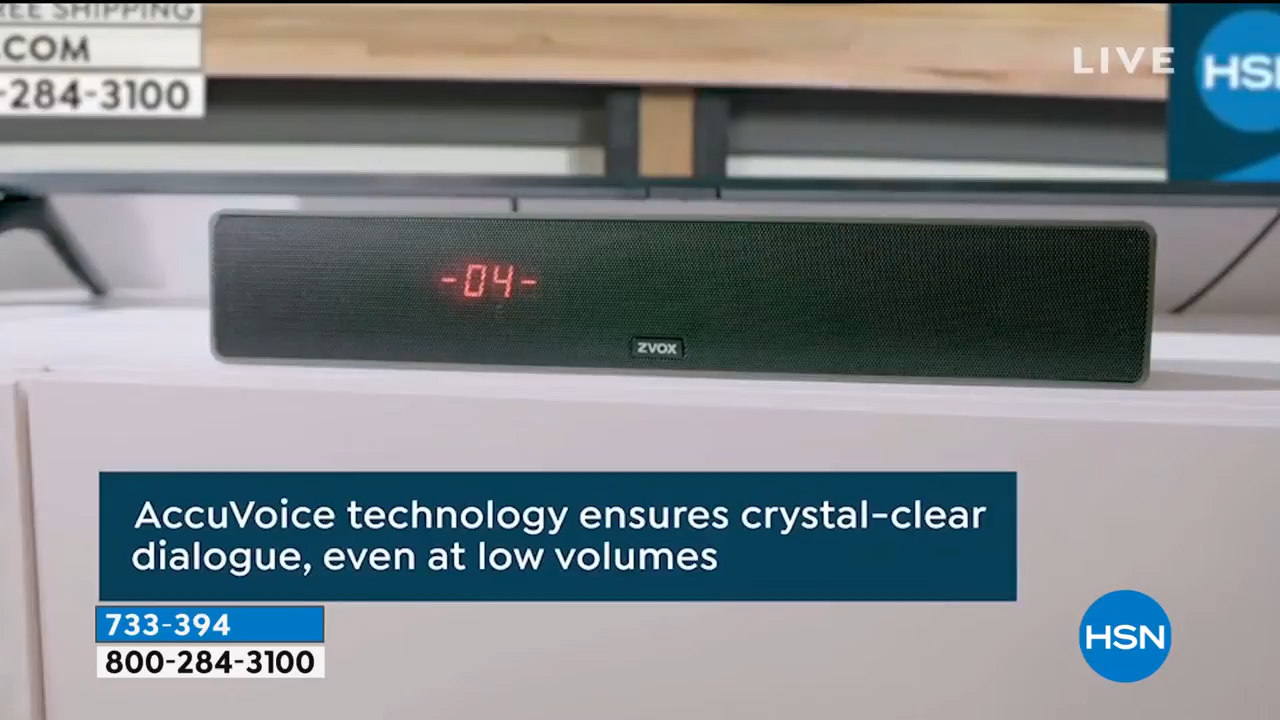 FREE SHIPPING
.COM
-284-3100
LIVE
HSN
-04-
ZVOX
AccuVoice technology ensures crystal-clear
dialogue, even at low volumes
733-394
800-284-3100
HSN